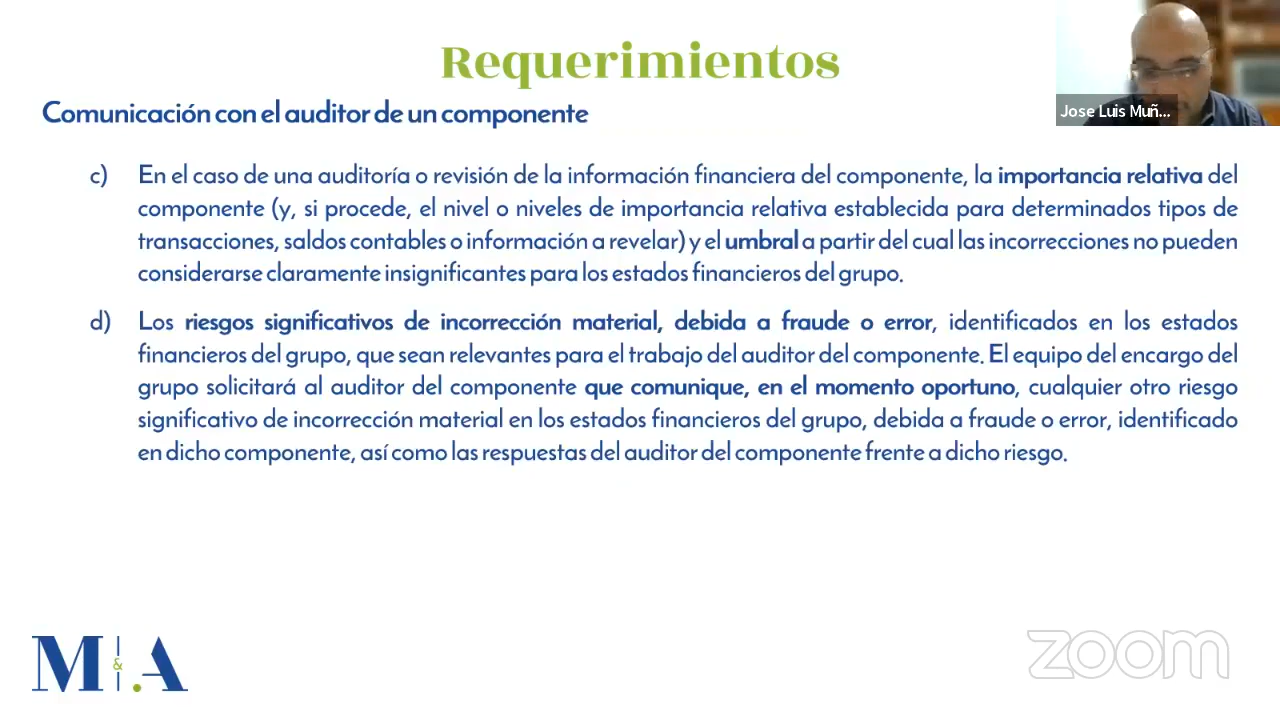 Requerimientos
Comunicación con el auditor de un componente
Jose Luis Muñ...
c) En el caso de una auditoría o revisión de la información financiera del componente, la importancia relativa del
componente (y, si procede, el nivel o niveles de importancia relativa establecida para determinados tipos de
transacciones, saldos contables o información a revelar) y el umbral a partir del cual las incorrecciones no pueden
considerarse claramente insignificantes para los estados financieros del grupo.
d) Los riesgos significativos de incorrección material, debida a fraude o error, identificados en los estados
financieros del grupo, que sean relevantes para el trabajo del auditor del componente. El equipo del encargo del
grupo solicitará al auditor del componente que comunique, en el momento oportuno, cualquier otro riesgo
significativo de incorrección material en los estados financieros del grupo, debida a fraude o error, identificado
en dicho componente, así como las respuestas del auditor del componente frente a dicho riesgo.
M&A
zoom